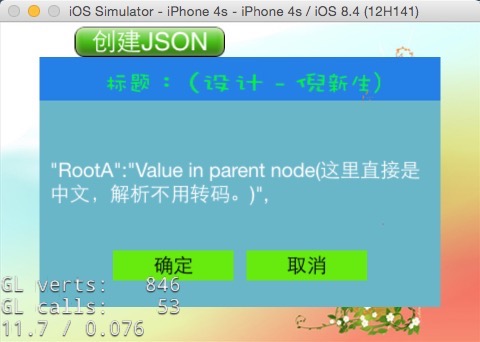 iOS Simulator - iPhone 4s - iPhone 4s / iOS 8.4 (12H141)
创建JSON
标题：(设计 - 倪新生)
"RootA":"Value in parent node(这里直接是
中文，解析不用转码。)",
确定 取消
GL verts: 846
GL calls: 53
11.7 / 0.076